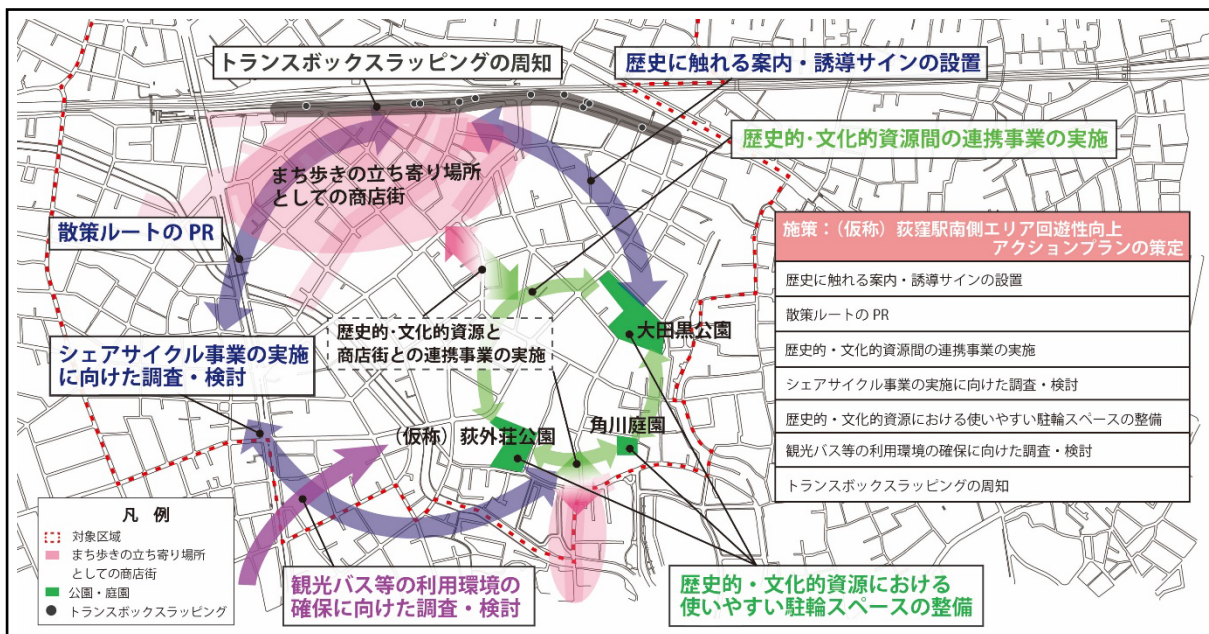 トランスボックスラッピングの周知
歴史に触れる案内・誘導サインの設置
歴史的・文化的資源間の連携事業の実施
まち歩きの立ち寄り場所
としての商店街
散策ルートの PR
歴史的・文化的資源と
商店街との連携事業の実施
大田黒公園
シェアサイクル事業の実施
に向けた調査・検討
(仮称)荻外荘公園
角川庭園
施策:(仮称)荻窪駅南側エリア回遊性向上
アクションプランの策定
歴史に触れる案内・誘導サインの設置
散策ルートの PR
歴史的・文化的資源間の連携事業の実施
シェアサイクル事業の実施に向けた調査・検討
歴史的・文化的資源における使いやすい駐輪スペースの整備
観光バス等の利用環境の確保に向けた調査・検討
トランスボックスラッピングの周知
凡 例
対象区域
まち歩きの立ち寄り場所
としての商店街
公園・庭園
トランスボックスラッピング
観光バス等の利用環境の
確保に向けた調査・検討
歴史的・文化的資源における
使いやすい駐輪スペースの整備